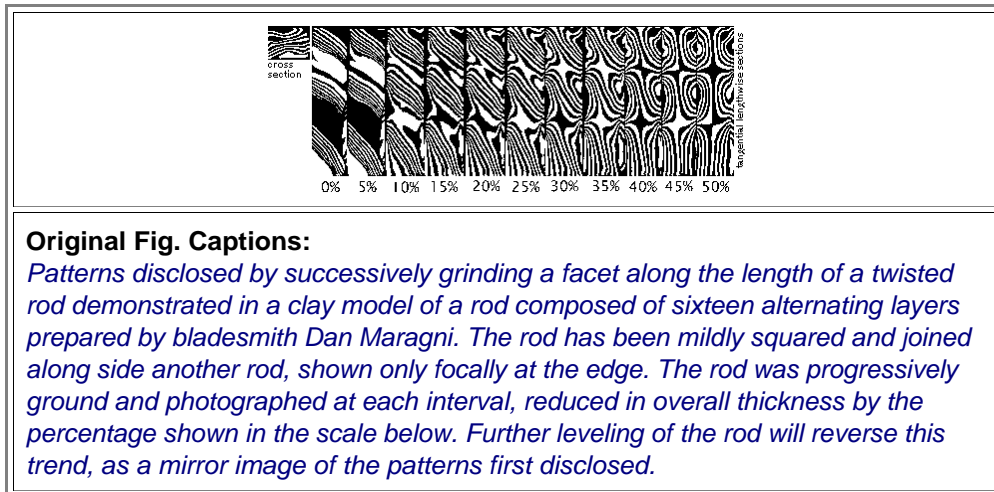 cross
section
tangential lengthwise sections
0% 5% 10% 15% 20% 25% 30% 35% 40% 45% 50%
Original Fig. Captions:
Patterns disclosed by successively grinding a facet along the length of a twisted
rod demonstrated in a clay model of a rod composed of sixteen alternating layers
prepared by bladesmith Dan Maragni. The rod has been mildly squared and joined
along side another rod, shown only focally at the edge. The rod was progressively
ground and photographed at each interval, reduced in overall thickness by the
percentage shown in the scale below. Further leveling of the rod will reverse this
trend, as a mirror image of the patterns first disclosed.